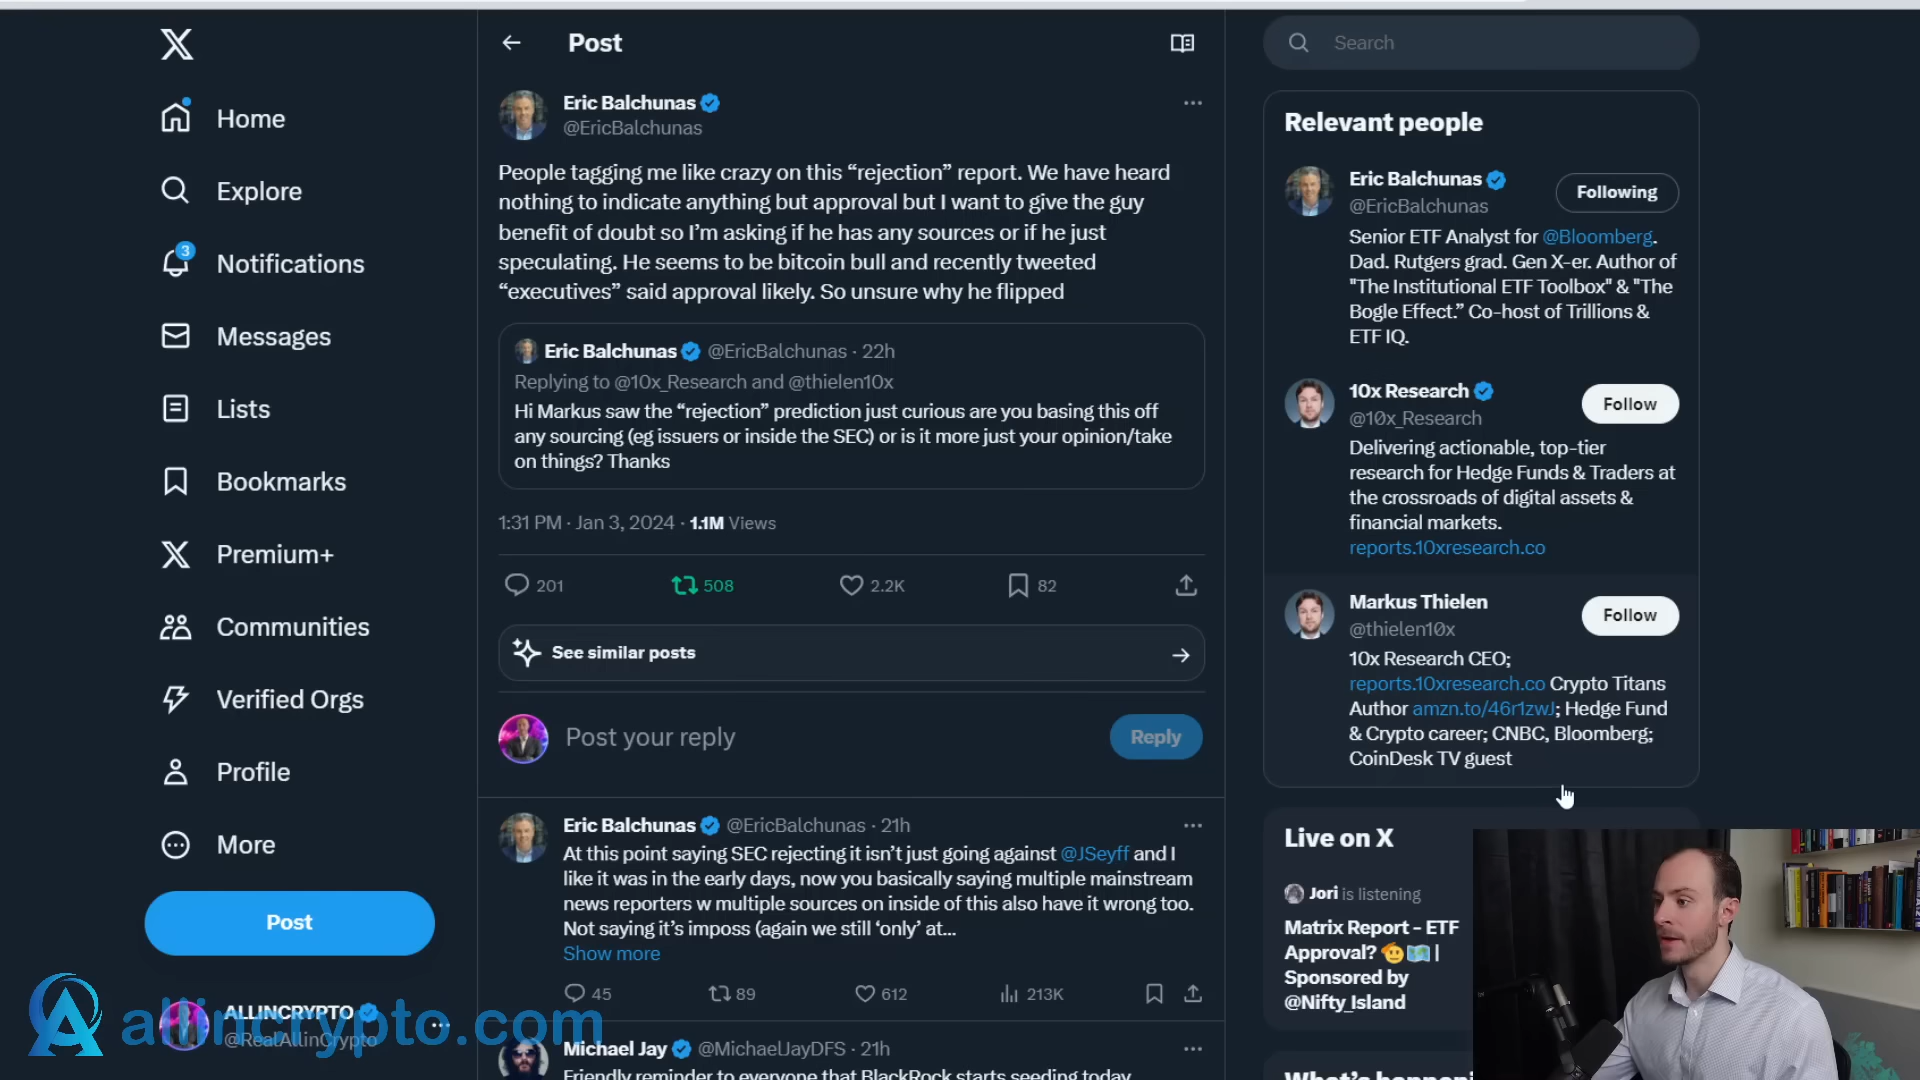 Home
Explore
3
Notifications
Messages
Lists
Bookmarks
Premium+
Communities
Verified Orgs
Profile
More
Post
ALLINCRYPTO
@RealAllinCrypto
allincrypto.com
Post
Eric Balchunas
@EricBalchunas
People tagging me like crazy on this “rejection” report. We have heard
nothing to indicate anything but approval but I want to give the guy
benefit of doubt so I’m asking if he has any sources or if he just
speculating. He seems to be bitcoin bull and recently tweeted
“executives” said approval likely. So unsure why he flipped
Eric Balchunas @EricBalchunas · 22h
Replying to @10x_Research and @thielen10x
Hi Markus saw the “rejection” prediction just curious are you basing this off
any sourcing (eg issuers or inside the SEC) or is it more just your opinion/take
on things? Thanks
1:31 PM · Jan 3, 2024 · 1.1M Views
201 508 2.2K 82
See similar posts
Post your reply
Reply
Eric Balchunas @EricBalchunas · 21h
At this point saying SEC rejecting it isn’t just going against @JSeyff and I
like it was in the early days, now you basically saying multiple mainstream
news reporters w multiple sources on inside of this also have it wrong too.
Not saying it’s imposs (again we still ‘only’ at...
Show more
45 89 612 213K
Michael Jay @MichaelJayDFS · 21h
Friendly reminder to everyone that BlackRock starts seeding today
Search
Relevant people
Eric Balchunas
@EricBalchunas
Following
Senior ETF Analyst for @Bloomberg.
Dad. Rutgers grad. Gen X-er. Author of
"The Institutional ETF Toolbox" & "The
Bogle Effect.” Co-host of Trillions &
ETF IQ.
10x Research
@10x_Research
Follow
Delivering actionable, top-tier
research for Hedge Funds & Traders at
the crossroads of digital assets &
financial markets.
reports.10xresearch.co
Markus Thielen
@thielen10x
Follow
10x Research CEO;
reports.10xresearch.co Crypto Titans
Author amzn.to/46r1zwJ; Hedge Fund
& Crypto career; CNBC, Bloomberg;
CoinDesk TV guest
Live on X
Jori is listening
Matrix Report - ETF
Approval? 🫡🗺️ |
Sponsored by
@Nifty_Island
What's